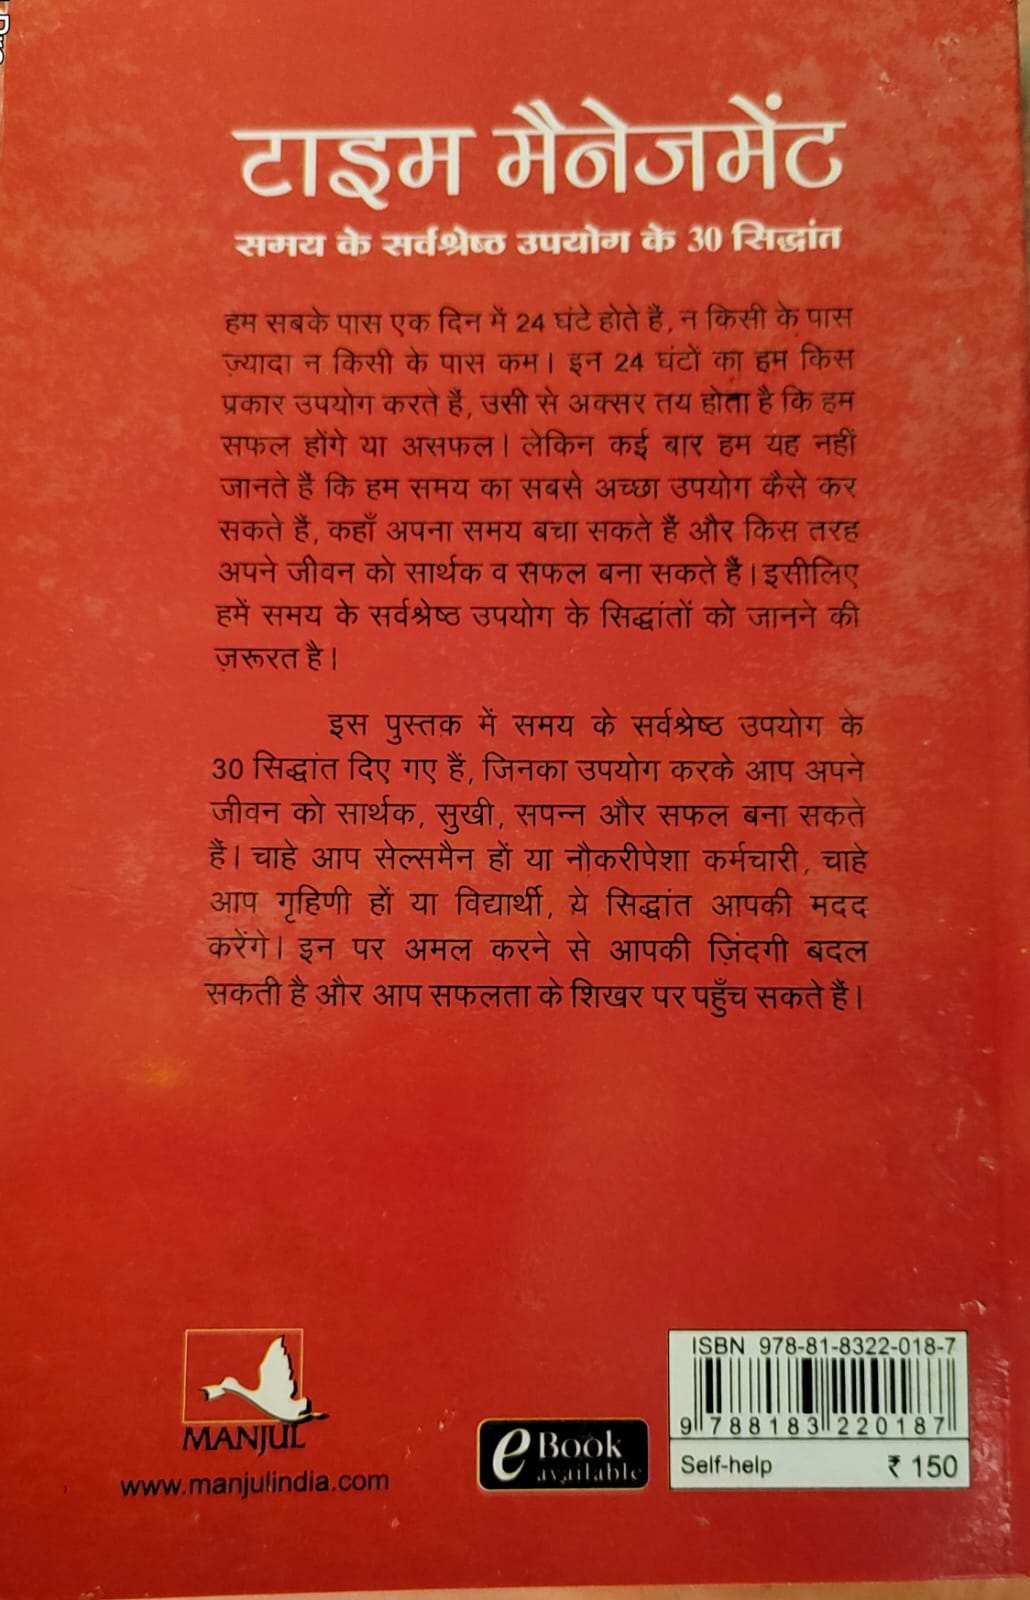 टाइम मैनेजमेंट
समय के सर्वश्रेष्ठ उपयोग के 30 सिद्धांत
हम सबके पास एक दिन में 24 घंटे होते हैं, न किसी के पास
ज़्यादा न किसी के पास कम। इन 24 घंटों का हम किस
प्रकार उपयोग करते हैं, उसी से अक्सर तय होता है कि हम
सफल होंगे या असफल। लेकिन कई बार हम यह नहीं
जानते हैं कि हम समय का सबसे अच्छा उपयोग कैसे कर
सकते हैं, कहाँ अपना समय बचा सकते हैं और किस तरह
अपने जीवन को सार्थक व सफल बना सकते हैं। इसीलिए
हमें समय के सर्वश्रेष्ठ उपयोग के सिद्धांतों को जानने की
ज़रूरत है।
इस पुस्तक में समय के सर्वश्रेष्ठ उपयोग के
30 सिद्धांत दिए गए हैं, जिनका उपयोग करके आप अपने
जीवन को सार्थक, सुखी, सपन्न और सफल बना सकते
हैं। चाहे आप सेल्समैन हों या नौकरीपेशा कर्मचारी, चाहे
आप गृहिणी हों या विद्यार्थी, ये सिद्धांत आपकी मदद
करेंगे। इन पर अमल करने से आपकी ज़िंदगी बदल
सकती है और आप सफलता के शिखर पर पहुँच सकते हैं।
MANJUL
www.manjulindia.com
eBook
available
ISBN 978-81-8322-018-7
9 788183 220187
Self-help ₹ 150